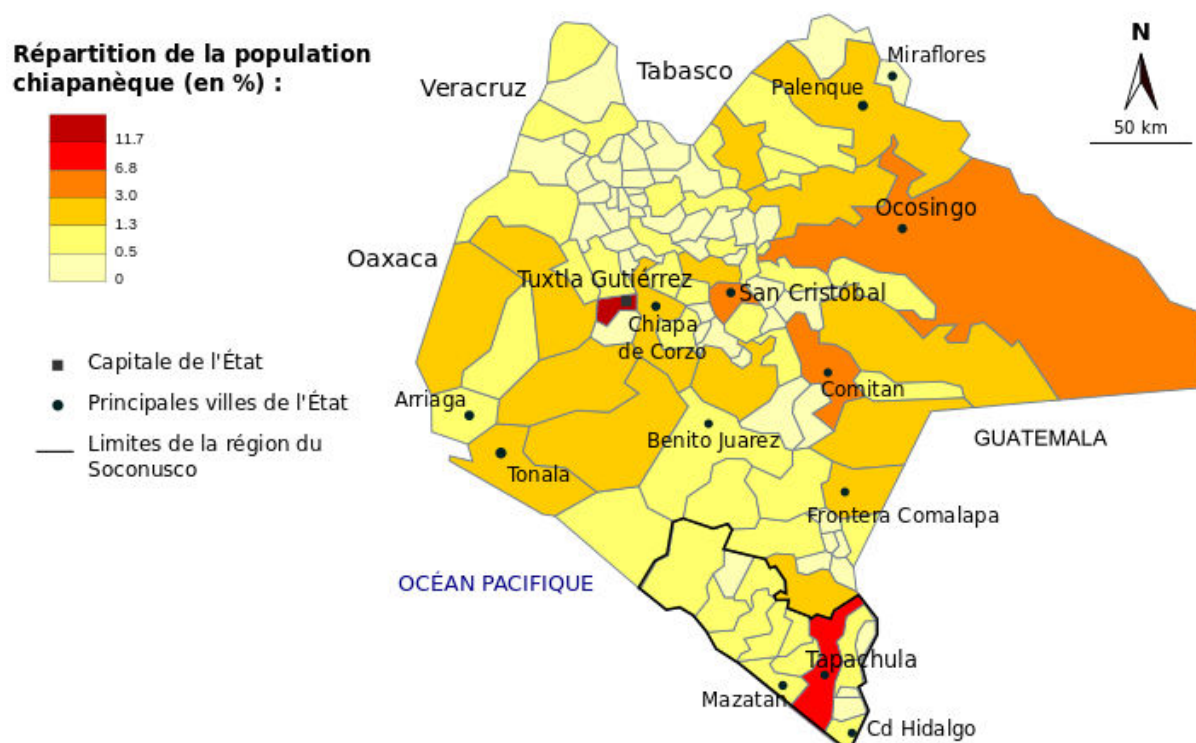 Répartition de la population
chiapanèque (en %) :
11.7
6.8
3.0
1.3
0.5
0
Capitale de l'État
Principales villes de l'État
Limites de la région du
Soconusco
Veracruz
Tabasco
Miraflores
Palenque
N
50 km
Ocosingo
Oaxaca
Tuxtla Gutiérrez
San Cristóbal
Chiapa
de Corzo
Comitan
Arriaga
Benito Juarez
GUATEMALA
Tonala
Frontera Comalapa
OCÉAN PACIFIQUE
Tapachula
Mazatan
Cd Hidalgo